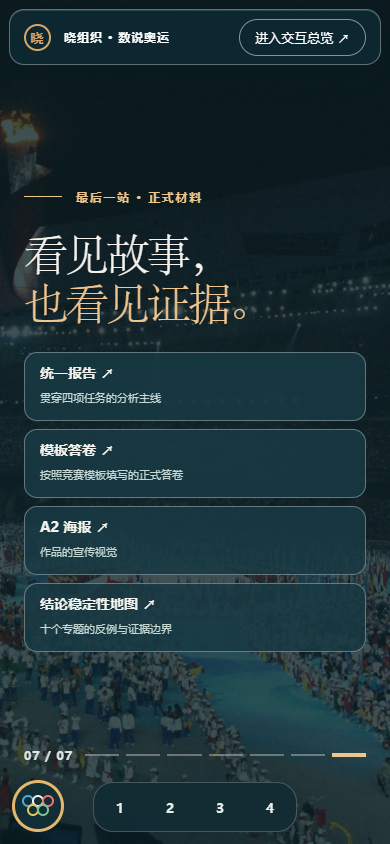 晓
晓组织 · 数说奥运
进入交互总览 ↗
最后一站 · 正式材料
看见故事，
也看见证据。
统一报告 ↗
贯穿四项任务的分析主线
模板答卷 ↗
按照竞赛模板填写的正式答卷
A2 海报 ↗
作品的宣传视觉
结论稳定性地图 ↗
十个专题的反例与证据边界
07 / 07
1 2 3 4